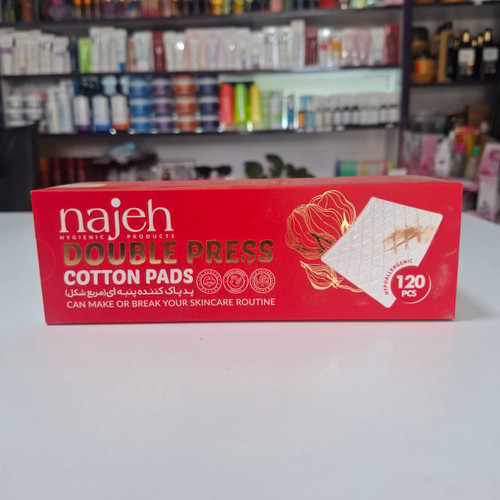 najeh
HYGIENIC PRODUCTS
DOUBLE PRESS
COTTON PADS
پد پاک کننده پنبه ای (مربع شکل)
CAN MAKE OR BREAK YOUR SKINCARE ROUTINE
HYPOALLERGENIC
120
PCS